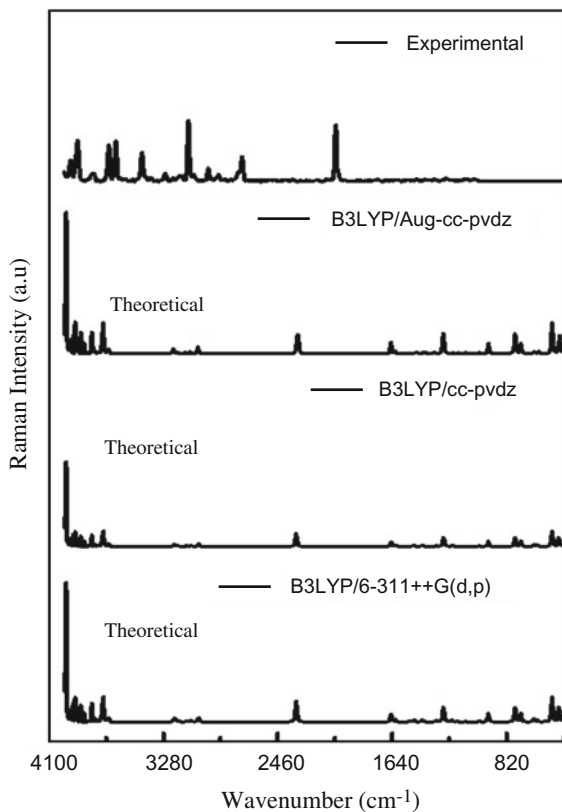 Experimental
B3LYP/Aug-cc-pvdz
Theoretical
B3LYP/cc-pvdz
Theoretical
B3LYP/6-311++G(d,p)
Theoretical
Raman Intensity (a.u)
4100 3280 2460 1640 820
Wavenumber (cm-1)